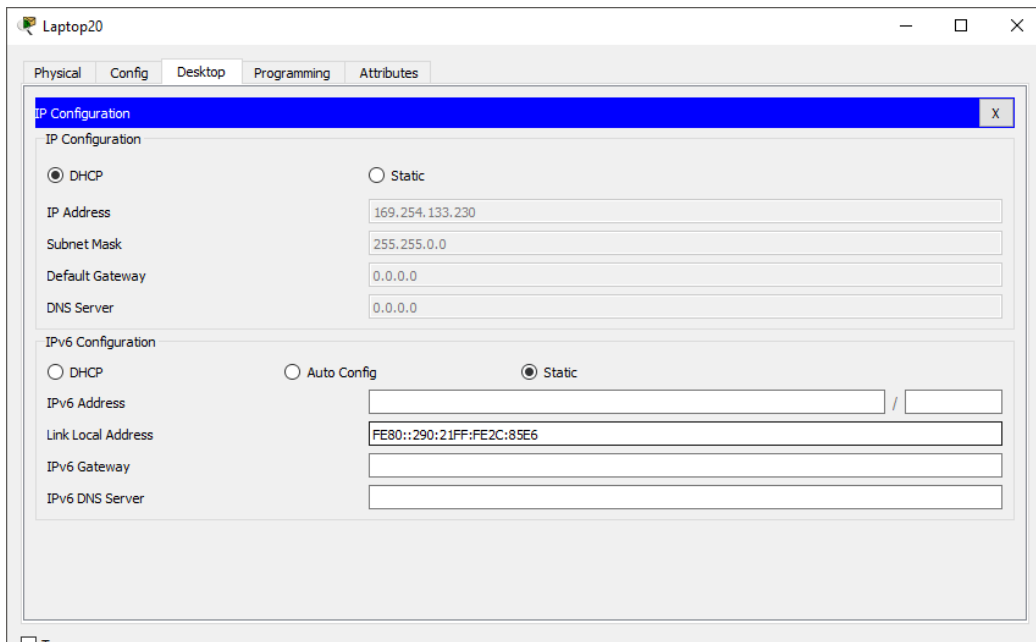 Laptop20
Physical Config Desktop Programming Attributes
IP Configuration X
IP Configuration
DHCP Static
IP Address 169.254.133.230
Subnet Mask 255.255.0.0
Default Gateway 0.0.0.0
DNS Server 0.0.0.0
IPv6 Configuration
DHCP Auto Config Static
IPv6 Address /
Link Local Address FE80::290:21FF:FE2C:85E6
IPv6 Gateway
IPv6 DNS Server